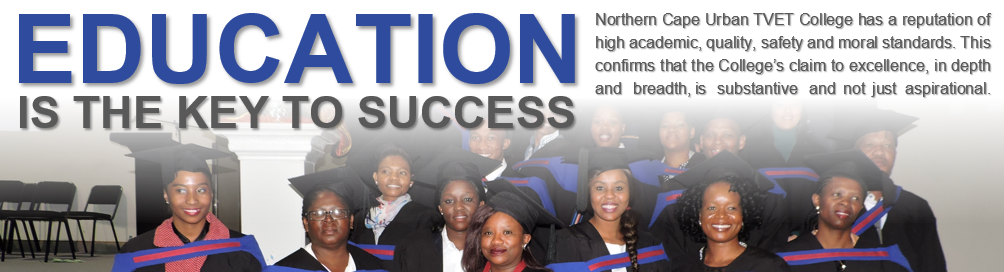 EDUCATION
IS THE KEY TO SUCCESS
Northern Cape Urban TVET College has a reputation of
high academic, quality, safety and moral standards. This
confirms that the College's claim to excellence, in depth
and breadth, is substantive and not just aspirational.